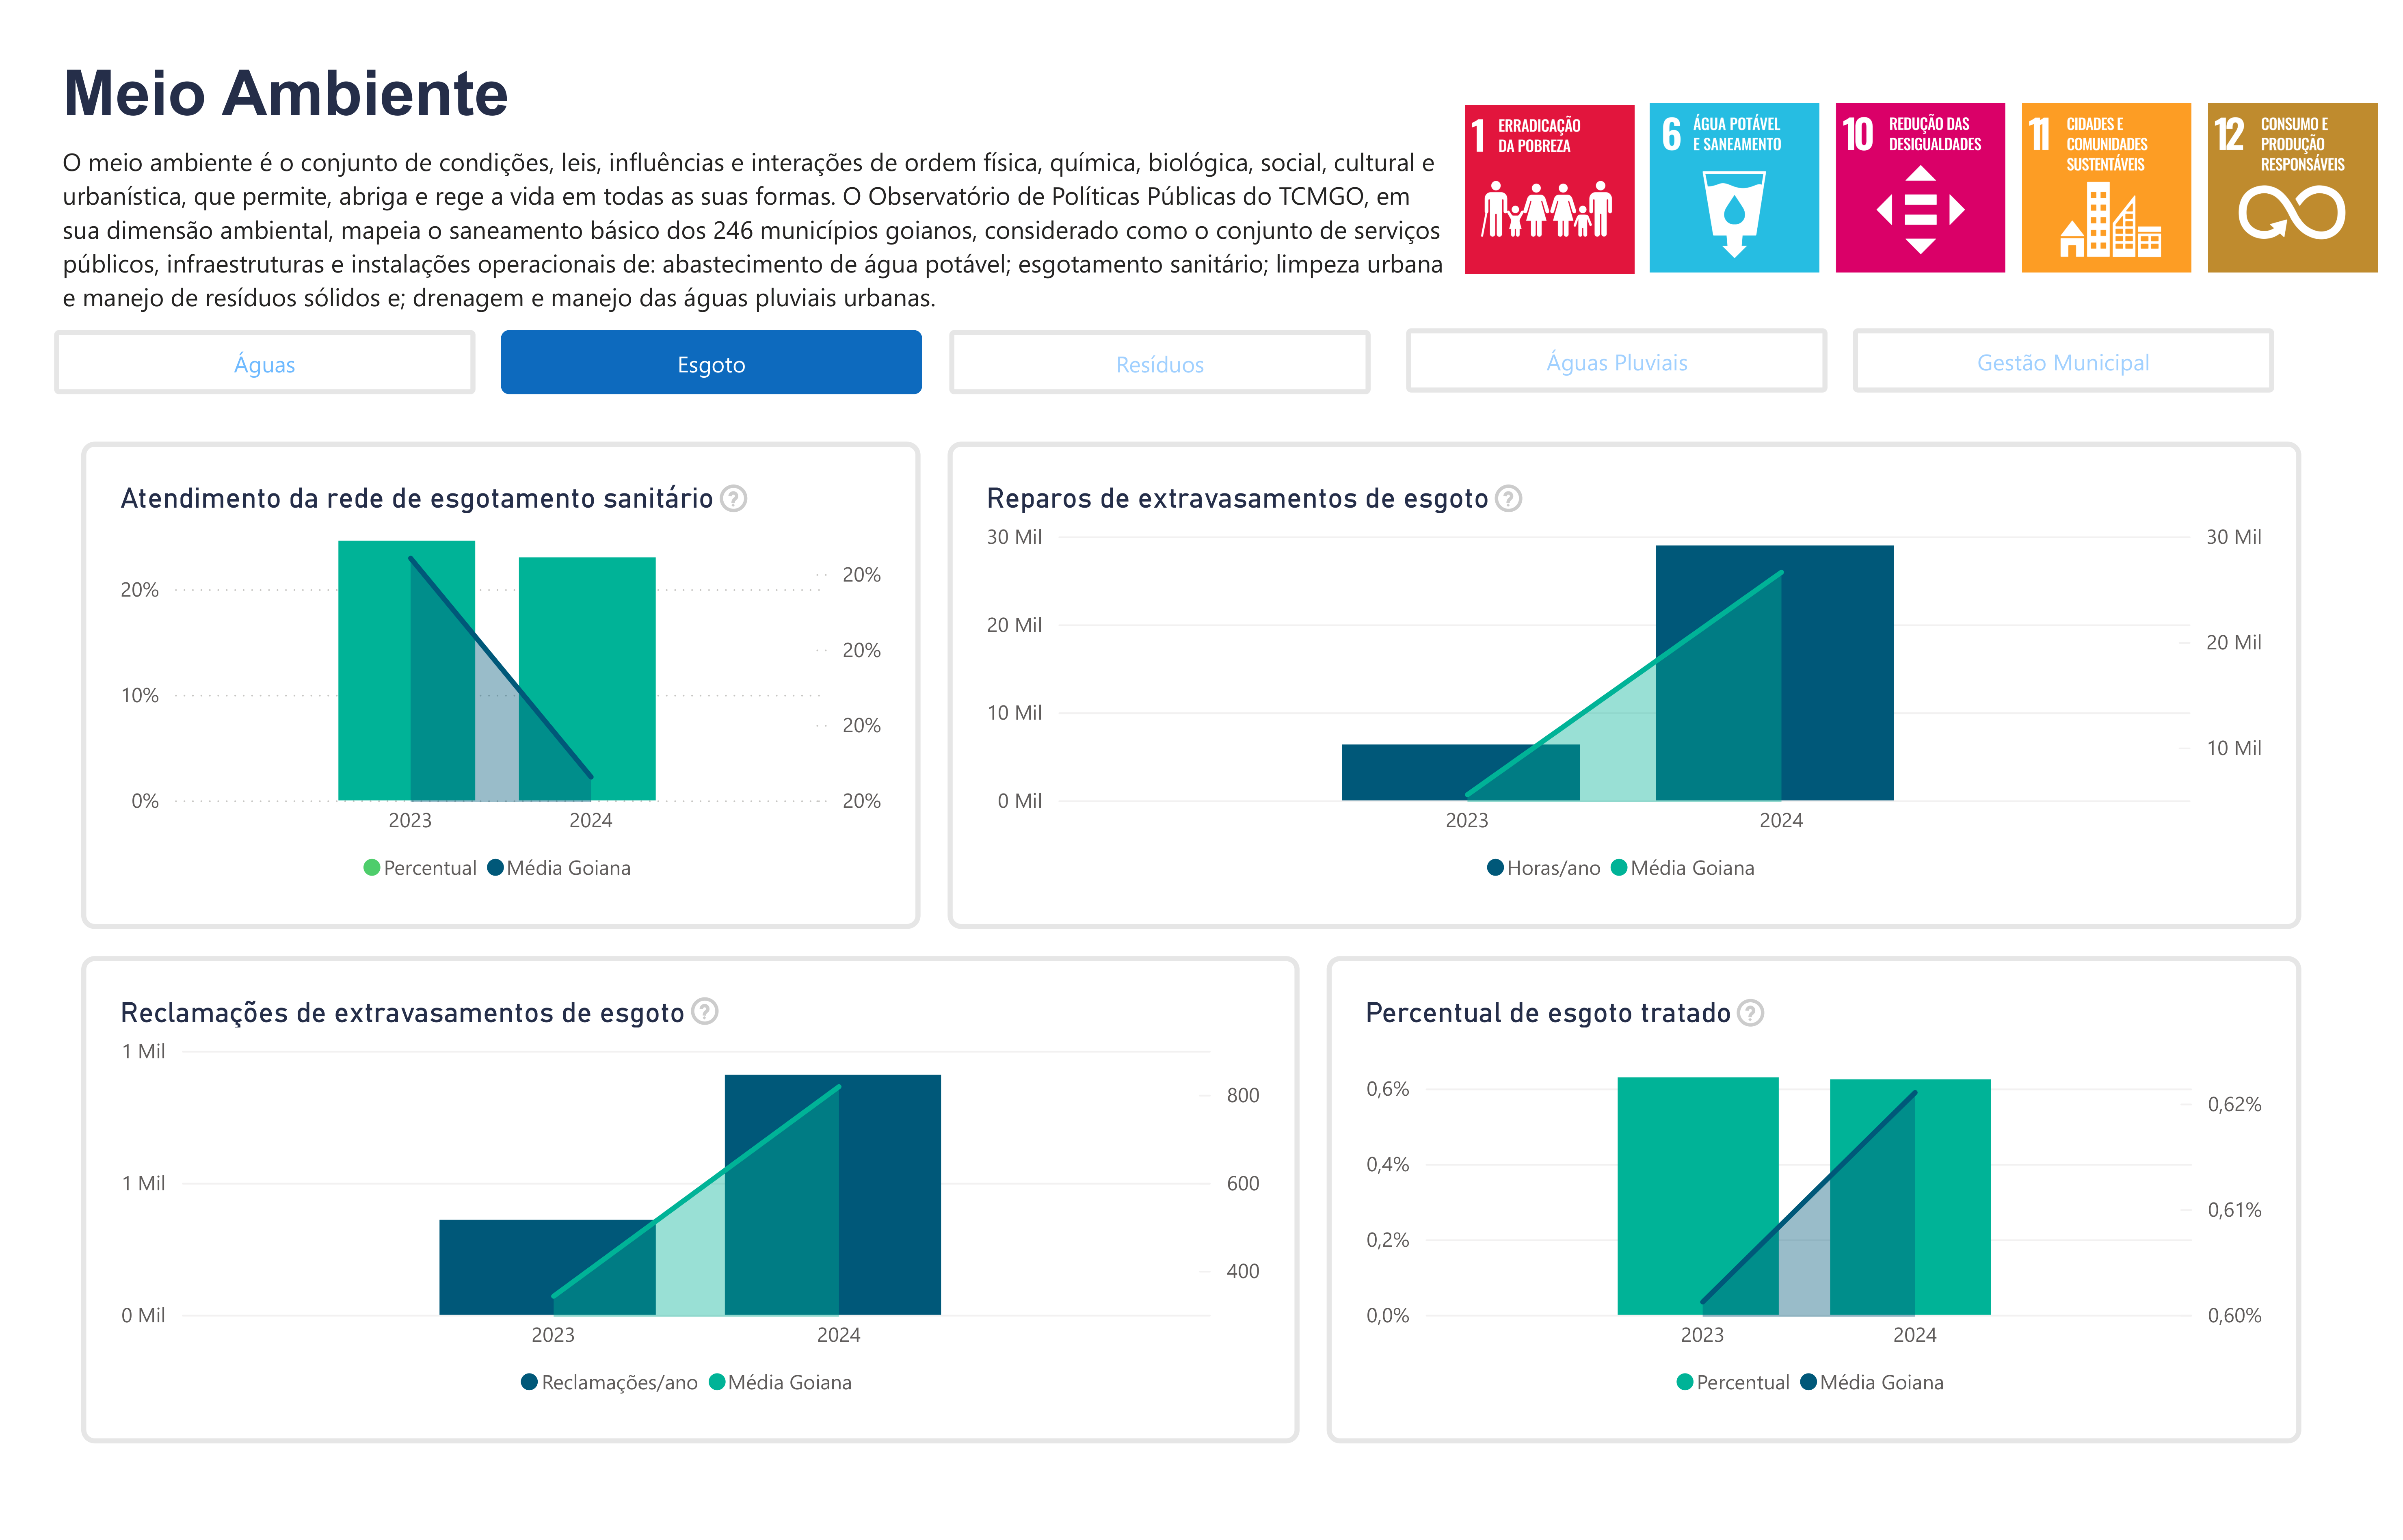 Meio Ambiente
O meio ambiente é o conjunto de condições, leis, influências e interações de ordem física, química, biológica, social, cultural e
urbanística, que permite, abriga e rege a vida em todas as suas formas. O Observatório de Políticas Públicas do TCMGO, em
sua dimensão ambiental, mapeia o saneamento básico dos 246 municípios goianos, considerado como o conjunto de serviços
públicos, infraestruturas e instalações operacionais de: abastecimento de água potável; esgotamento sanitário; limpeza urbana
e manejo de resíduos sólidos e; drenagem e manejo das águas pluviais urbanas.
1 ERRADICAÇÃO
DA POBREZA
6 ÁGUA POTÁVEL
E SANEAMENTO
10 REDUÇÃO DAS
DESIGUALDADES
11 CIDADES E
COMUNIDADES
SUSTENTÁVEIS
12 CONSUMO E
PRODUÇÃO
RESPONSÁVEIS
Águas
Esgoto
Resíduos
Águas Pluviais
Gestão Municipal
Atendimento da rede de esgotamento sanitário ?
20%
10%
0%
20%
20%
20%
20%
2023 2024
Percentual Média Goiana
Reparos de extravasamentos de esgoto ?
30 Mil
20 Mil
10 Mil
0 Mil
30 Mil
20 Mil
10 Mil
2023 2024
Horas/ano Média Goiana
Reclamações de extravasamentos de esgoto ?
1 Mil
1 Mil
0 Mil
800
600
400
2023 2024
Reclamações/ano Média Goiana
Percentual de esgoto tratado ?
0,6%
0,4%
0,2%
0,0%
0,62%
0,61%
0,60%
2023 2024
Percentual Média Goiana